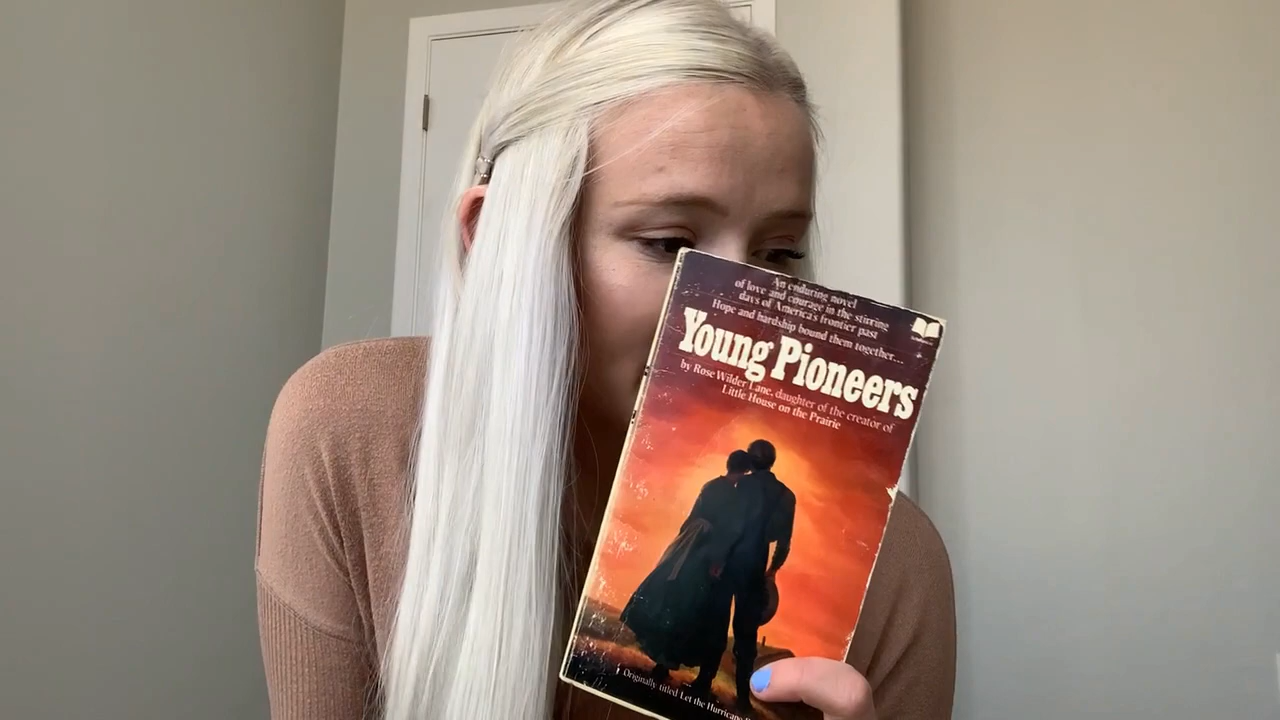 An enduring novel
of love and courage in the stirring
days of America's frontier past
Hope and hardship bound them together...
Young Pioneers
by Rose Wilder Lane, daughter of the creator of
Little House on the Prairie
Originally titled Let the Hurricane